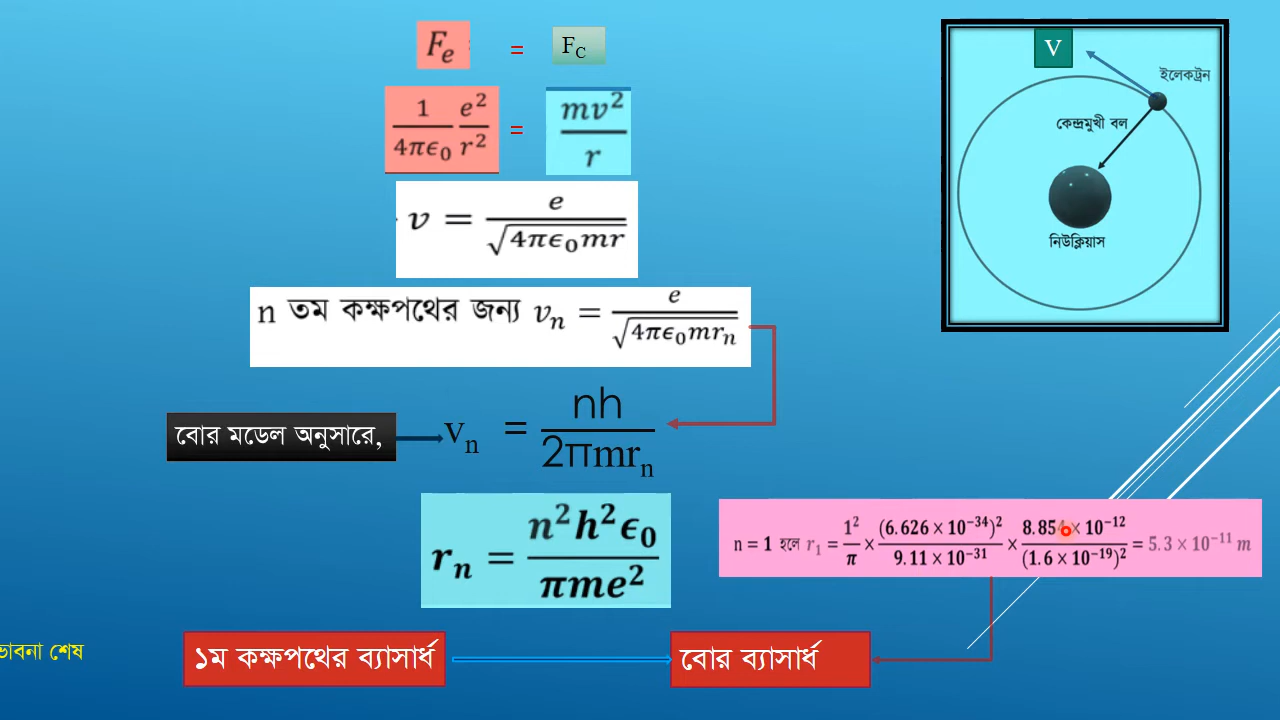 Fₑ = F_C
1/4πϵ₀ e²/r² = mv²/r
v = e/√4πϵ₀mr
n তম কক্ষপথের জন্য vₙ = e/√4πϵ₀mrₙ
বোর মডেল অনুসারে, Vₙ = nh/2πmrₙ
rₙ = n²h²ϵ₀/πme²
n = 1 হলে r₁ = 1²/π × (6.626 × 10⁻³⁴)²/9.11 × 10⁻³¹ × 8.854 × 10⁻¹²/(1.6 × 10⁻¹⁹)² = 5.3 × 10⁻¹¹ m
ভাবনা শেষ
১ম কক্ষপথের ব্যাসার্ধ
বোর ব্যাসার্ধ
V
ইলেকট্রন
কেন্দ্রমুখী বল
নিউক্লিয়াস